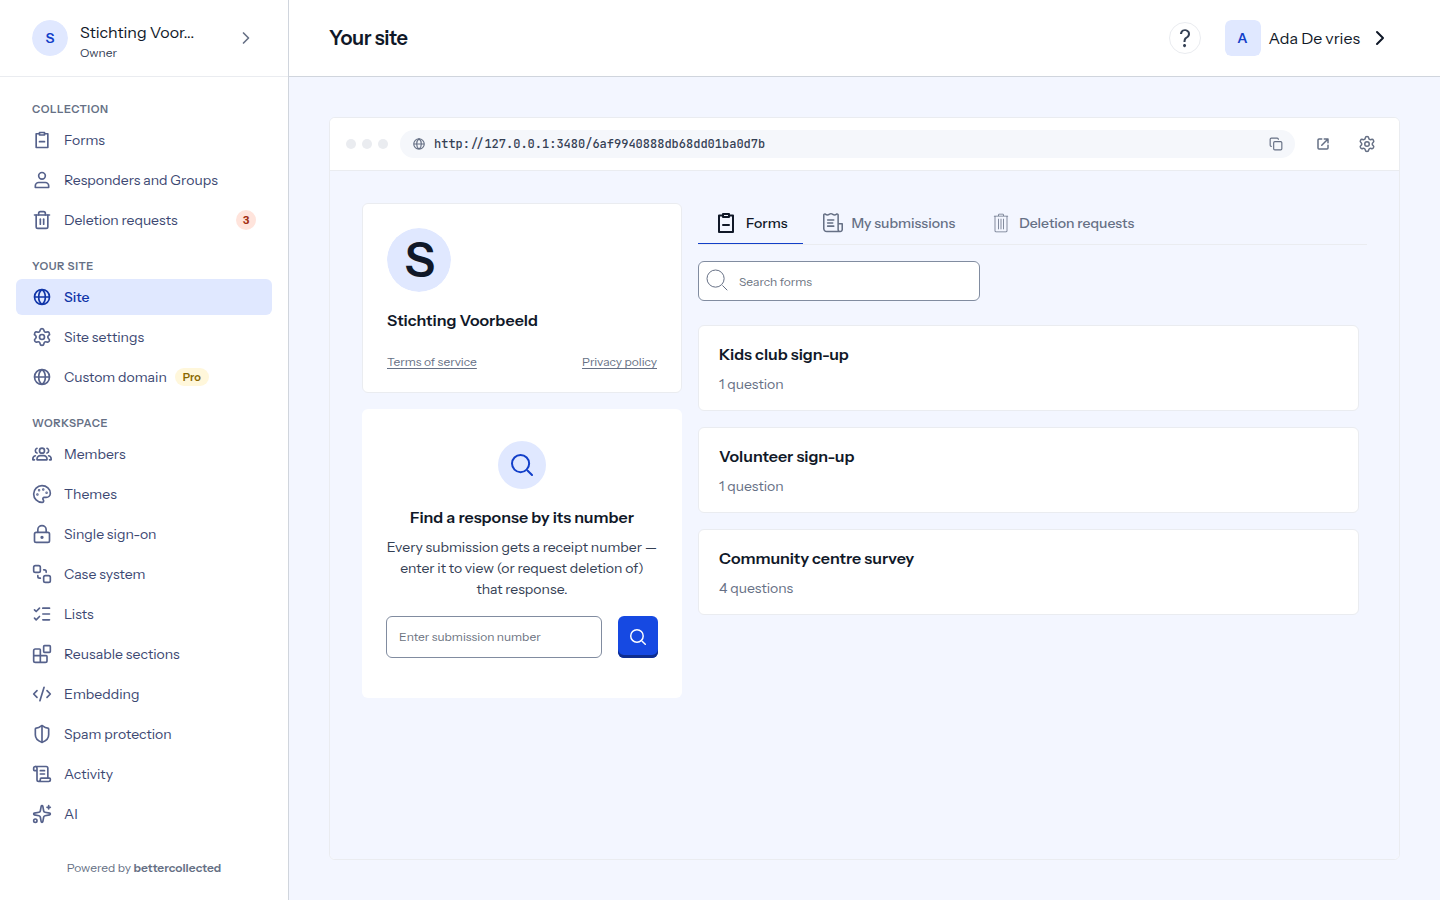 S
Stichting Voor...
Owner
COLLECTION
Forms
Responders and Groups
Deletion requests
3
YOUR SITE
Site
Site settings
Custom domain
Pro
WORKSPACE
Members
Themes
Single sign-on
Case system
Lists
Reusable sections
Embedding
Spam protection
Activity
AI
Powered by bettercollected
Your site
?
A
Ada De vries
http://127.0.0.1:3480/6af9940888db68dd01ba0d7b
S
Stichting Voorbeeld
Terms of service
Privacy policy
Find a response by its number
Every submission gets a receipt number —
enter it to view (or request deletion of)
that response.
Enter submission number
Forms
My submissions
Deletion requests
Search forms
Kids club sign-up
1 question
Volunteer sign-up
1 question
Community centre survey
4 questions